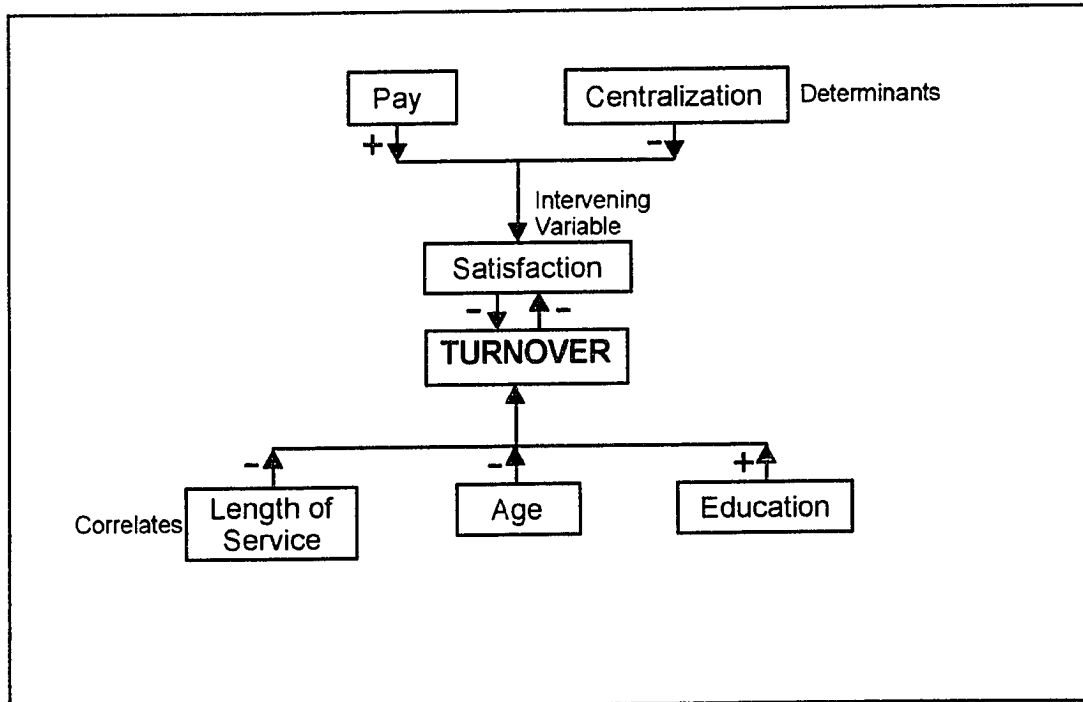 Pay
Centralization
Determinants
+
-
Intervening
Variable
Satisfaction
-
-
TURNOVER
-
-
+
Correlates
Length of
Service
Age
Education